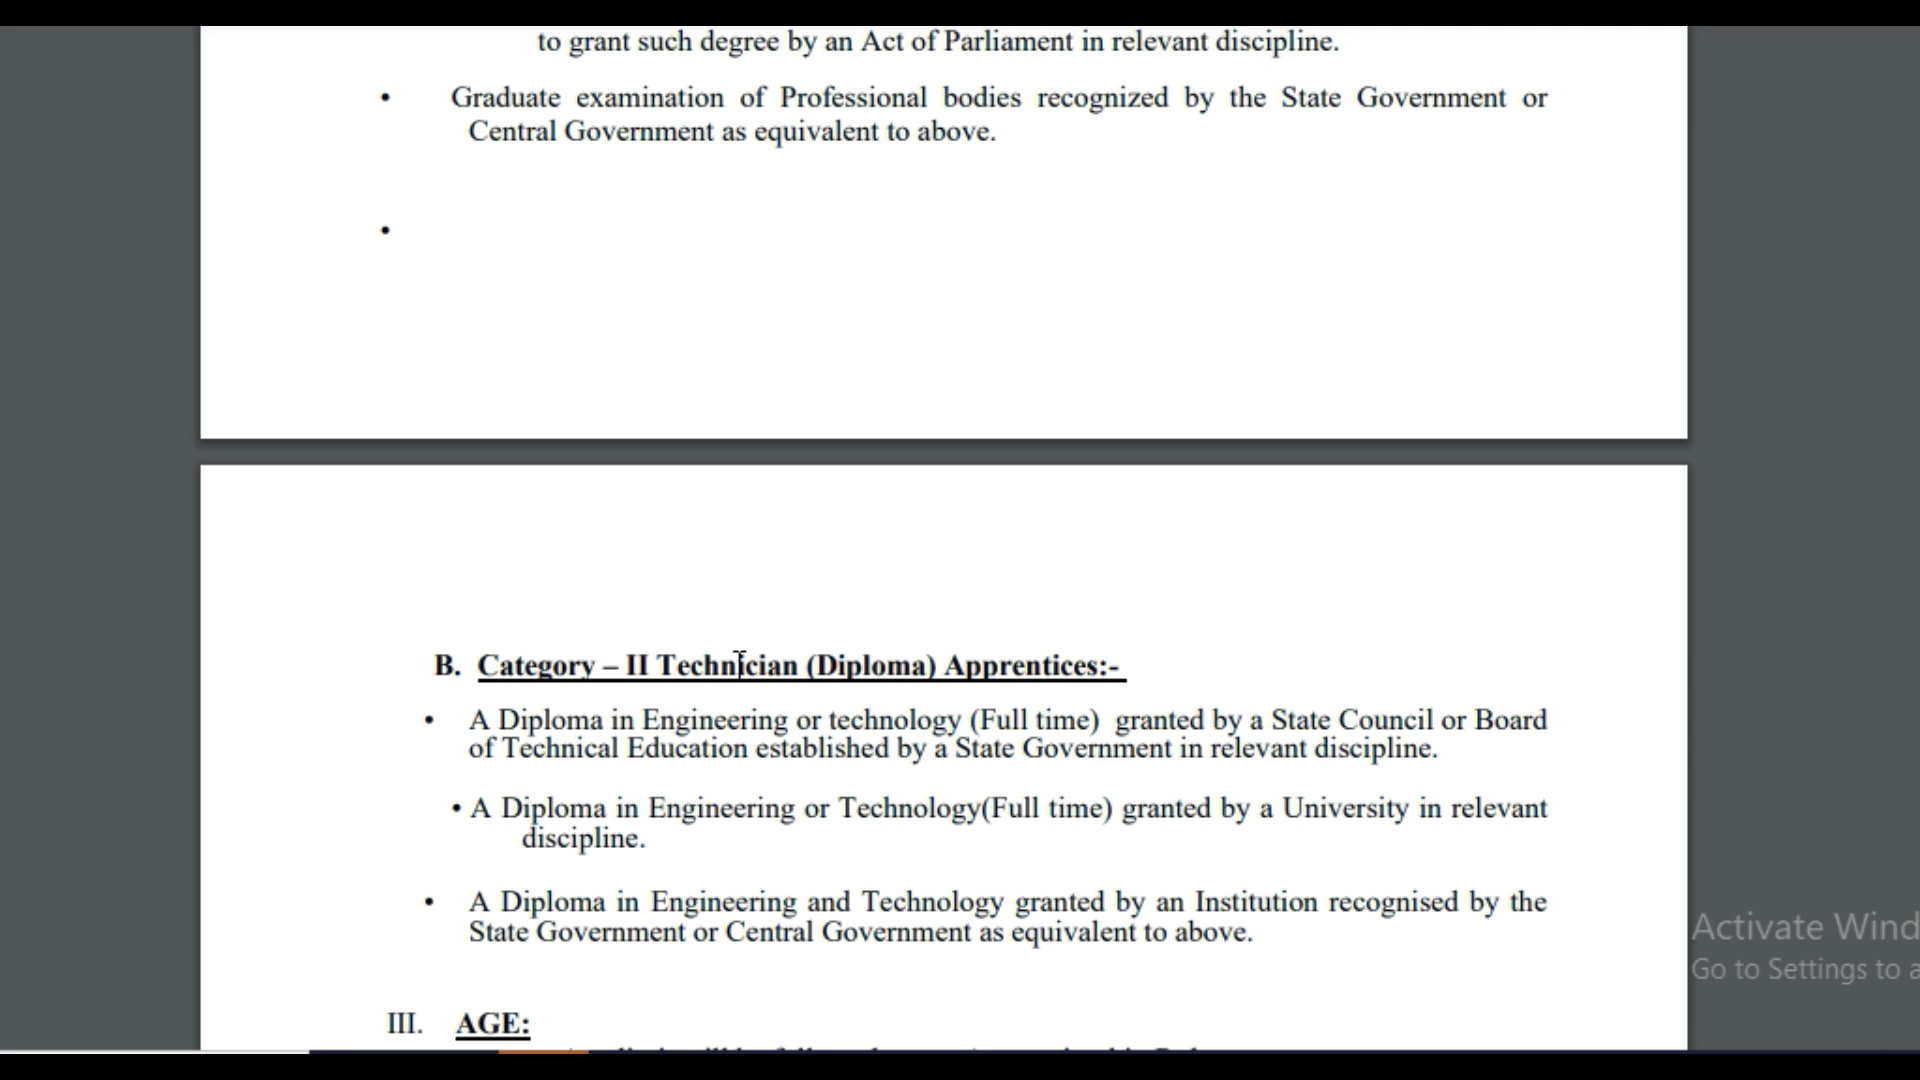 to grant such degree by an Act of Parliament in relevant discipline.
• Graduate examination of Professional bodies recognized by the State Government or
Central Government as equivalent to above.
•
B. Category – II Technician (Diploma) Apprentices:-
• A Diploma in Engineering or technology (Full time) granted by a State Council or Board
of Technical Education established by a State Government in relevant discipline.
• A Diploma in Engineering or Technology(Full time) granted by a University in relevant
discipline.
• A Diploma in Engineering and Technology granted by an Institution recognised by the
State Government or Central Government as equivalent to above.
Activate Wind
Go to Settings to a
III. AGE: